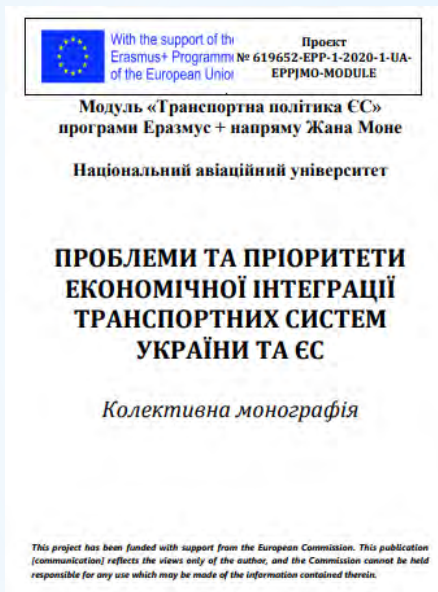 With the support of the
Erasmus+ Programme
of the European Union
Проєкт
№ 619652-EPP-1-2020-1-UA-
EPPJMO-MODULE
Модуль «Транспортна політика ЄС»
програми Еразмус + напряму Жана Моне
Національний авіаційний університет
ПРОБЛЕМИ ТА ПРІОРИТЕТИ
ЕКОНОМІЧНОЇ ІНТЕГРАЦІЇ
ТРАНСПОРТНИХ СИСТЕМ
УКРАЇНИ ТА ЄС
Колективна монографія
This project has been funded with support from the European Commission. This publication
[communication] reflects the views only of the author, and the Commission cannot be held
responsible for any use which may be made of the information contained therein.